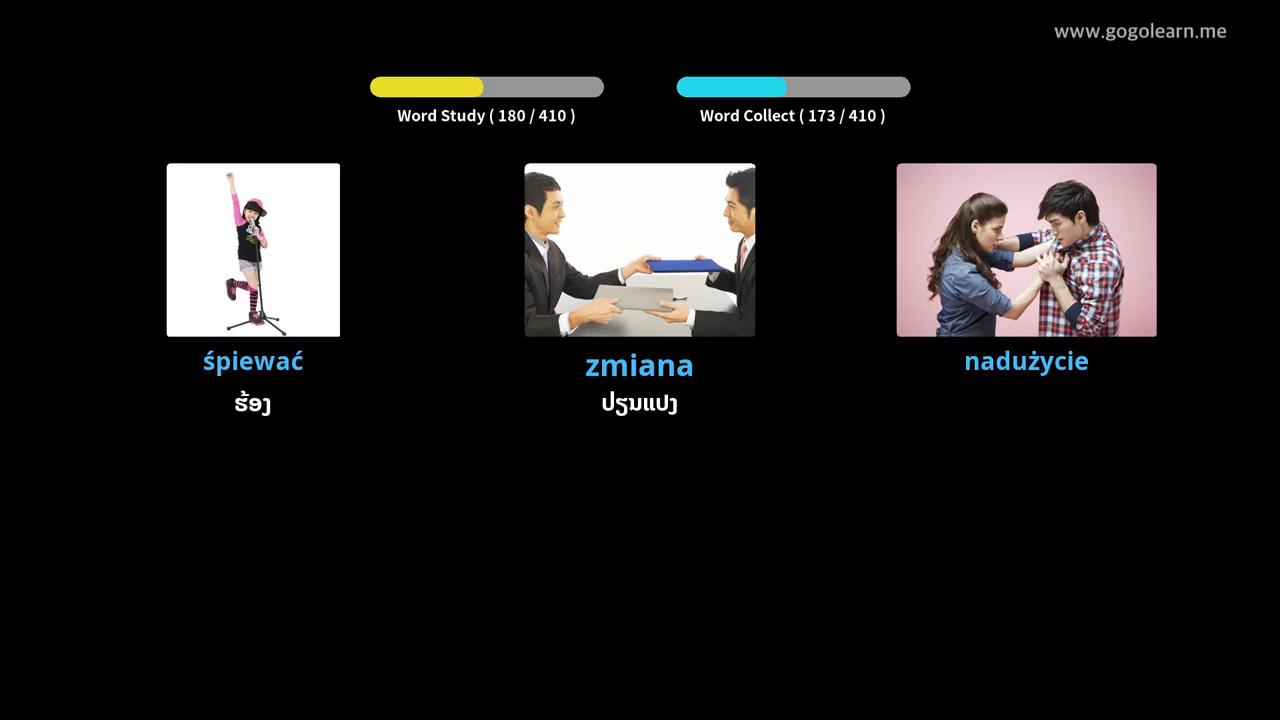 www.gogolearn.me
Word Study ( 180 / 410 )
Word Collect ( 173 / 410 )
śpiewać
zmiana
nadużycie
ຮ້ອງ
ປຽນແປງ